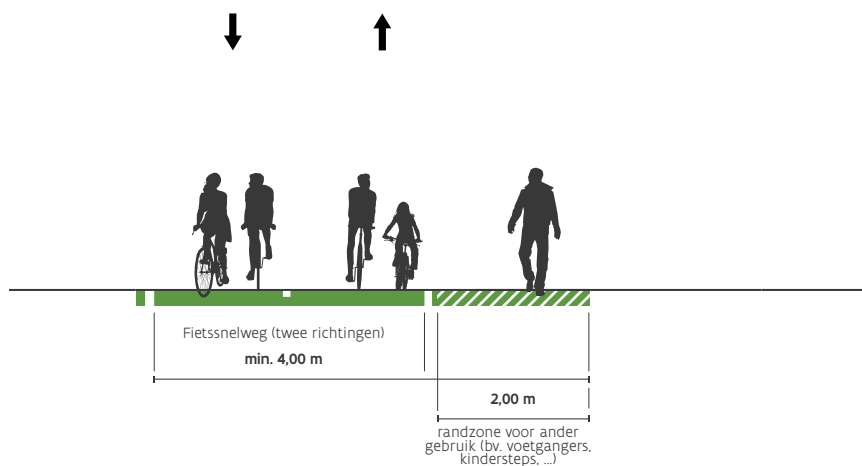 Fietssnelweg (twee richtingen)
min. 4,00 m
2,00 m
randzone voor ander
gebruik (bv. voetgangers,
kindersteps, ...)